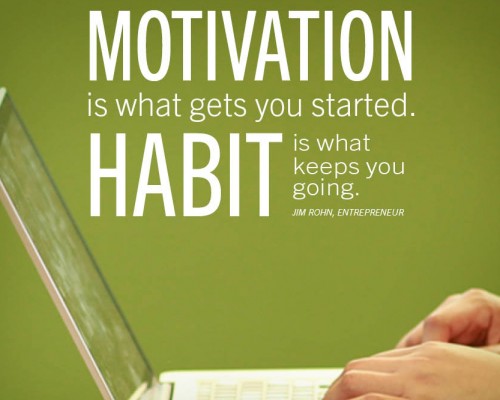 MOTIVATION
is what gets you started.
HABIT
is what
keeps you
going.
JIM ROHN, ENTREPRENEUR